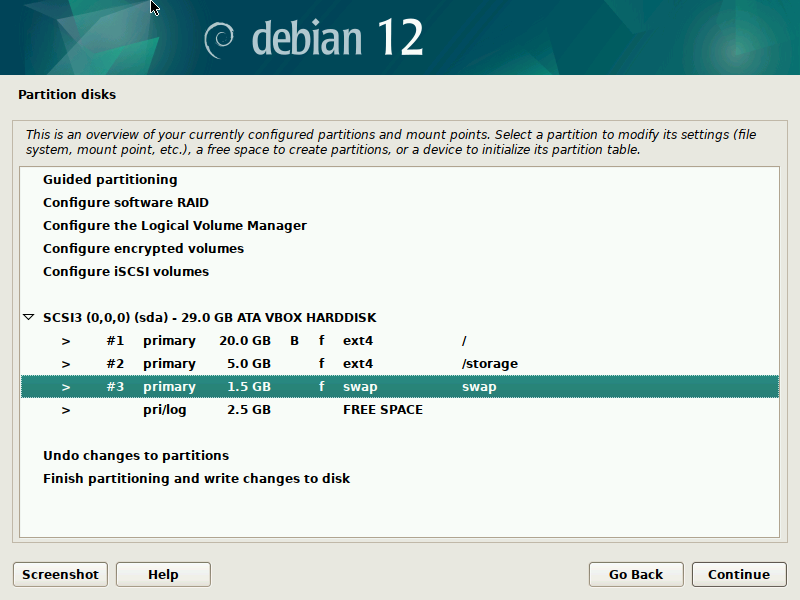 debian 12
Partition disks
This is an overview of your currently configured partitions and mount points. Select a partition to modify its settings (file
system, mount point, etc.), a free space to create partitions, or a device to initialize its partition table.
Guided partitioning
Configure software RAID
Configure the Logical Volume Manager
Configure encrypted volumes
Configure iSCSI volumes
SCSI3 (0,0,0) (sda) - 29.0 GB ATA VBOX HARDDISK
> #1 primary 20.0 GB B f ext4 /
> #2 primary 5.0 GB f ext4 /storage
> #3 primary 1.5 GB f swap swap
> pri/log 2.5 GB FREE SPACE
Undo changes to partitions
Finish partitioning and write changes to disk
Screenshot Help Go Back Continue